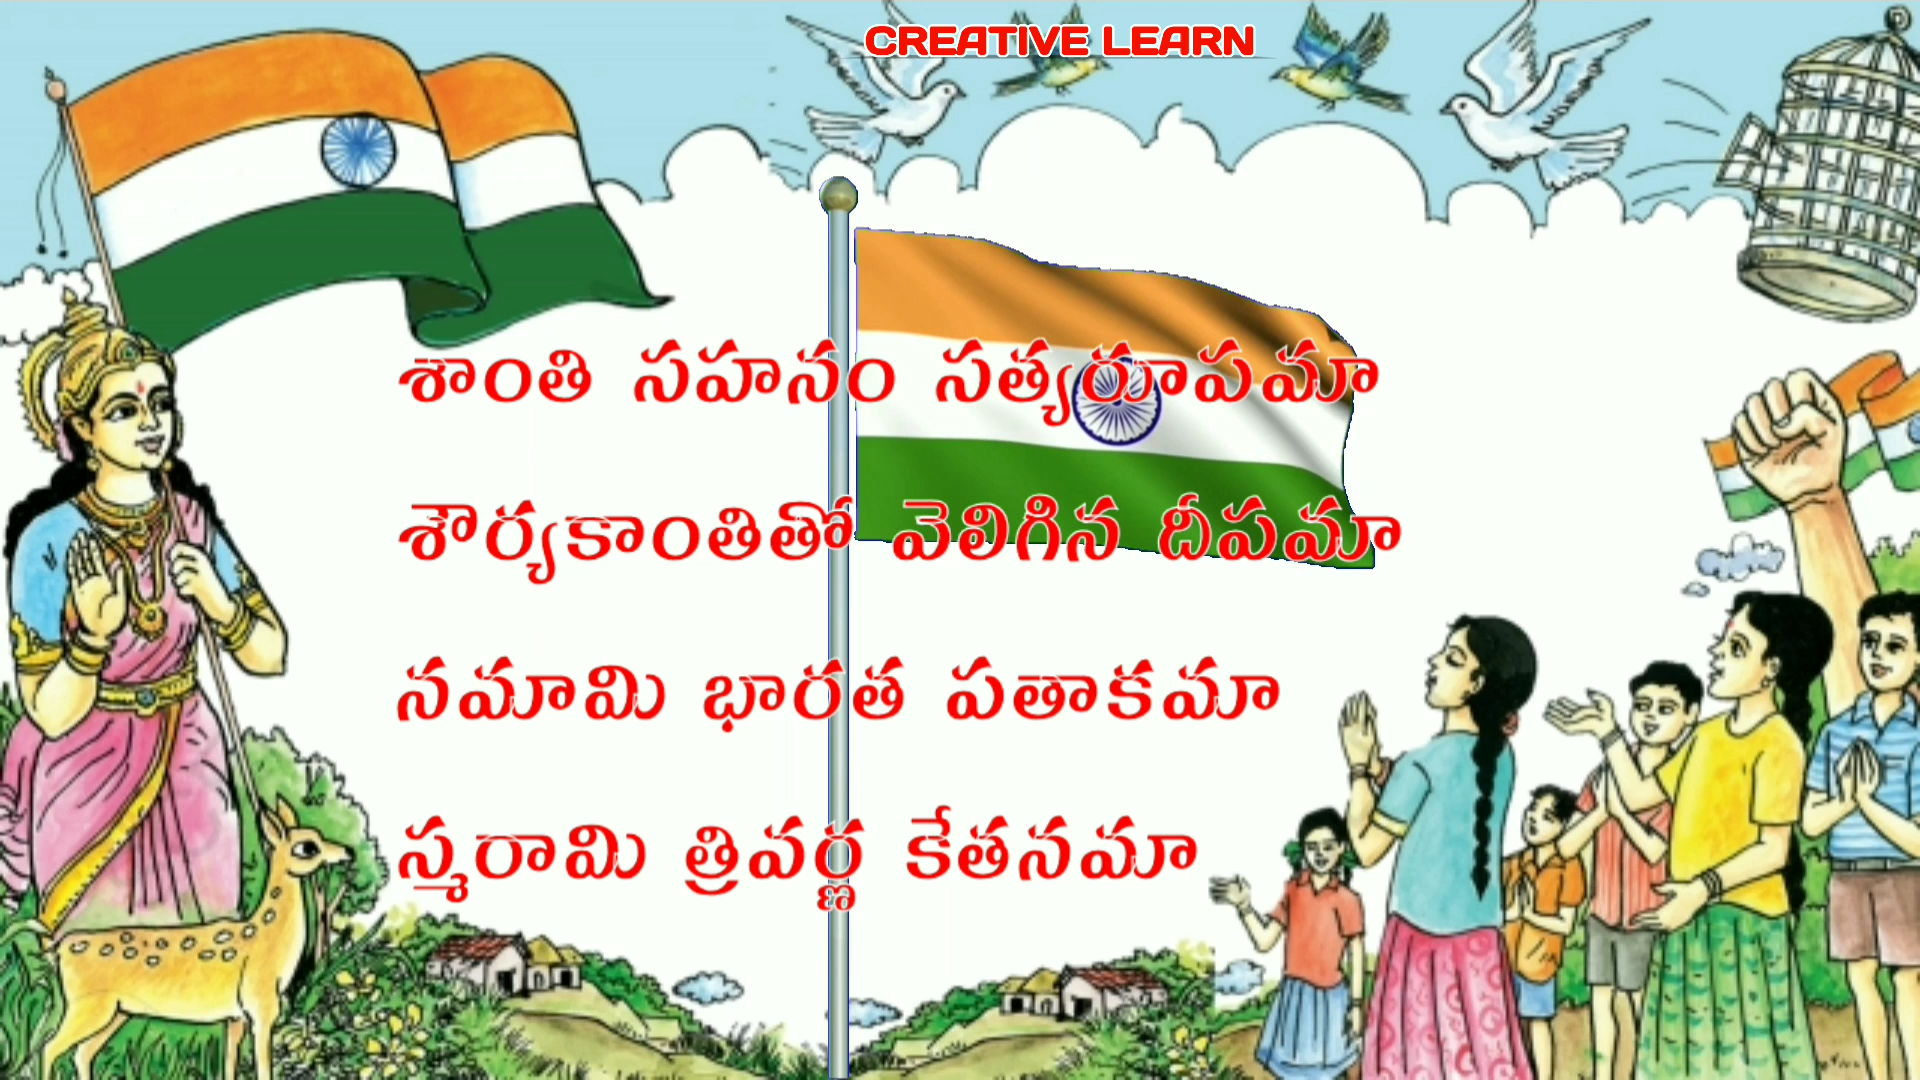 CREATIVE LEARN
శాంతి సహనం సత్యరూపమా
శౌర్యకాంతితో వెలిగిన దీపమా
నమామి భారత పతాకమా
స్మరామి త్రివర్ణ కేతనమా